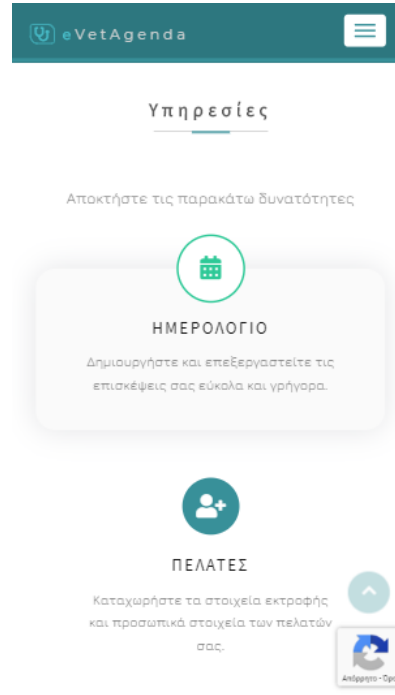 eVetAgenda
Υπηρεσίες
Αποκτήστε τις παρακάτω δυνατότητες
ΗΜΕΡΟΛΟΓΙΟ
Δημιουργήστε και επεξεργαστείτε τις
επισκέψεις σας εύκολα και γρήγορα.
ΠΕΛΑΤΕΣ
Καταχωρήστε τα στοιχεία εκτροφής
και προσωπικά στοιχεία των πελατών
σας.
Απόρρητο -